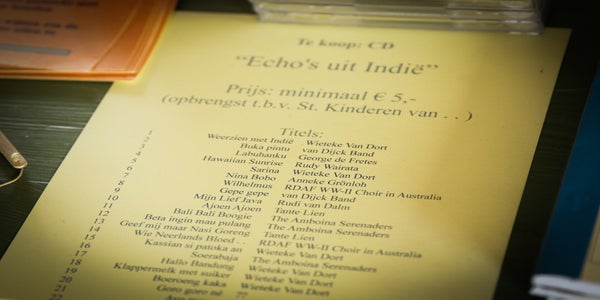 Te koop: CD
"Echo's uit Indië"
Prijs: minimaal € 5,-
(opbrengst t.b.v. St. Kinderen van . . )
Titels:
1 Weerzien met Indië Wieteke Van Dort
2 Buka pintu van Dijck Band
3 Labuhanku George de Fretes
4 Hawaiian Sunrise Rudy Wairata
5 Sarina Wieteke Van Dort
6 Nina Bobo Anneke Grönloh
7 Wilhelmus RDAF WW-II Choir in Australia
8 Gepe gepe van Dijck Band
9 Mijn Lief Java Rudi van Dalm
10 Ajoen Ajoen Tante Lien
11 Bali Bali Boogie The Amboina Serenaders
12 Beta ingin mau pulang The Amboina Serenaders
13 Geef mij maar Nasi Goreng Tante Lien
14 Wie Neerlands Bloed . . RDAF WW-II Choir in Australia
15 Kassian si patoka an Wieteke Van Dort
16 Soerabaja The Amboina Serenaders
17 Hallo Bandung Wieteke Van Dort
18 Klappermelk met suiker Wieteke Van Dort
19 Boeroeng kaka Wieteke Van Dort
20 Goro goro né ??
21